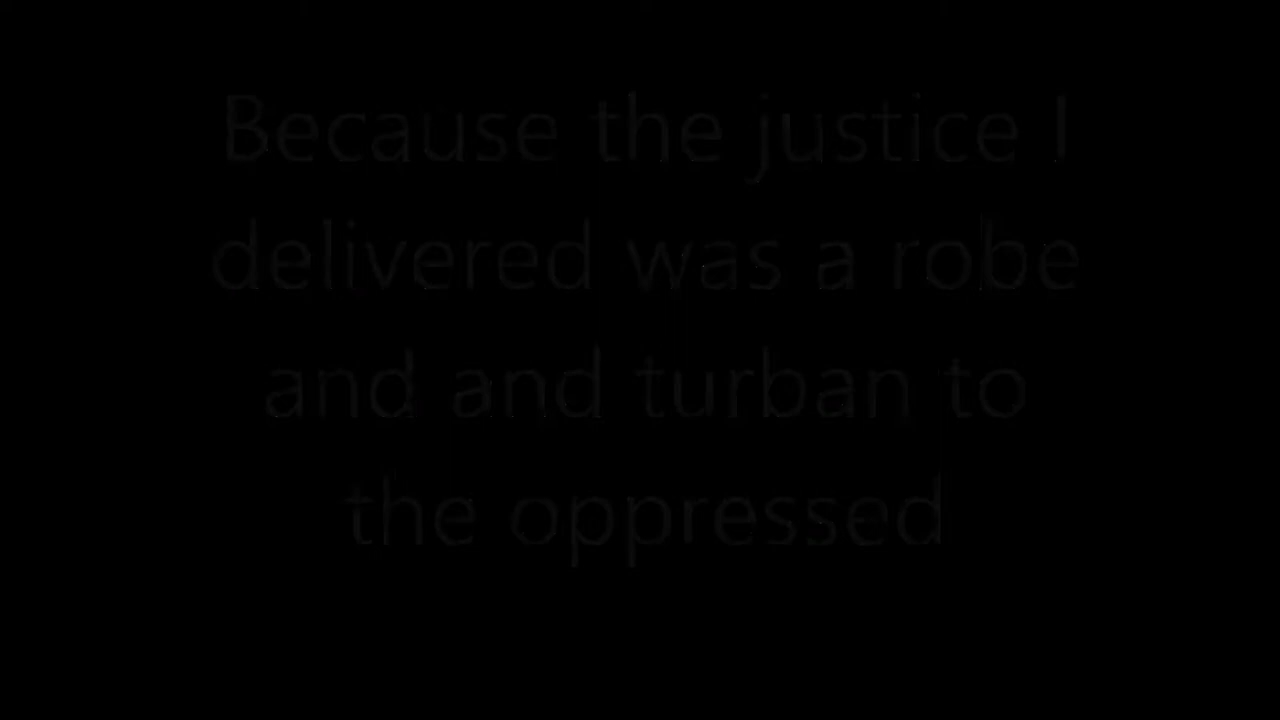 Because the justice I
delivered was a robe
and and turban to
the oppressed